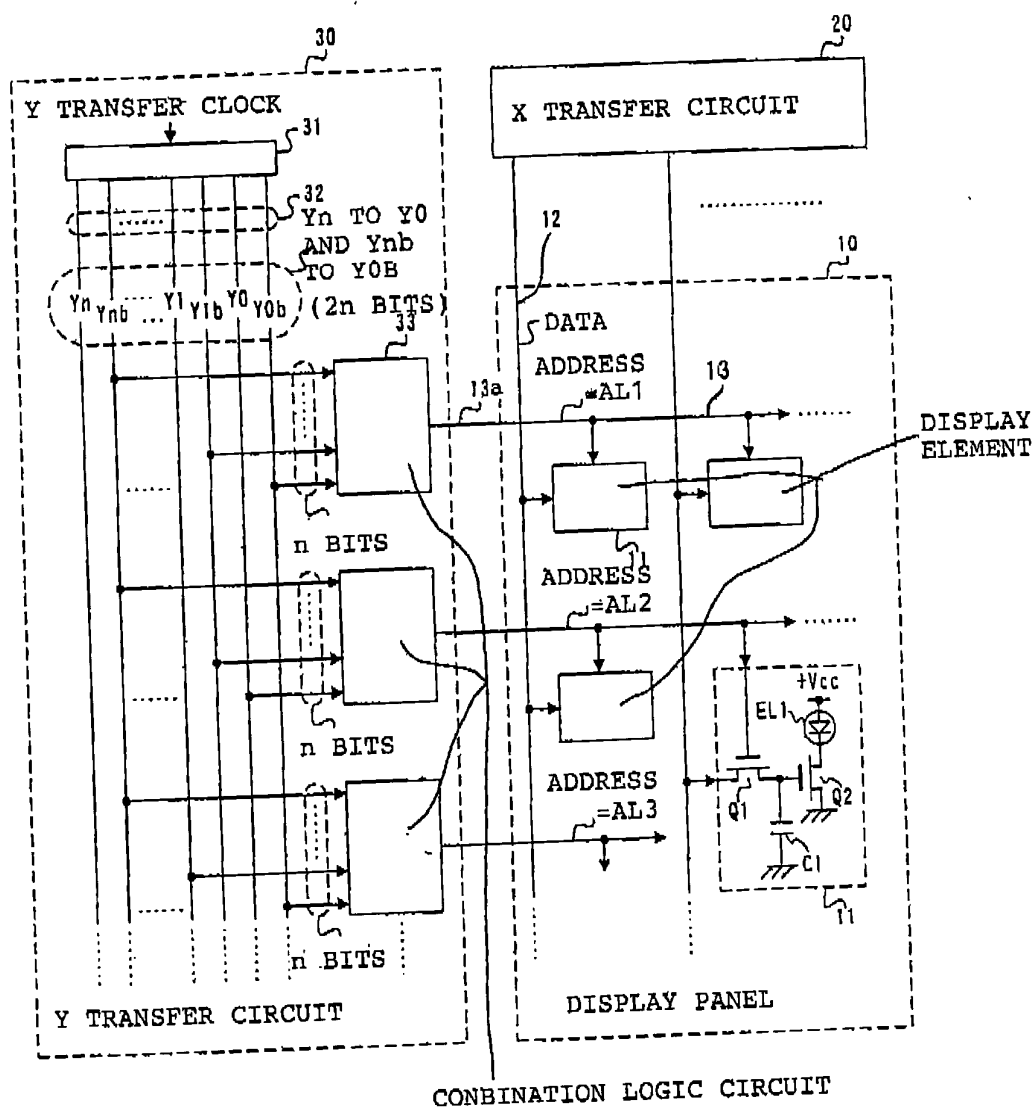 30
20
Y TRANSFER CLOCK
31
X TRANSFER CIRCUIT
32
Yn TO Y0
AND Ynb
TO Y0B
(2n BITS)
12
10
Yn Ynb ..... Y1 Y1b Y0 Y0b
DATA
33
ADDRESS
=AL1
13a
13
DISPLAY
ELEMENT
n BITS
11
ADDRESS
=AL2
n BITS
+Vcc
EL1
Q1
Q2
C1
11
ADDRESS
=AL3
n BITS
Y TRANSFER CIRCUIT
DISPLAY PANEL
CONBINATION LOGIC CIRCUIT